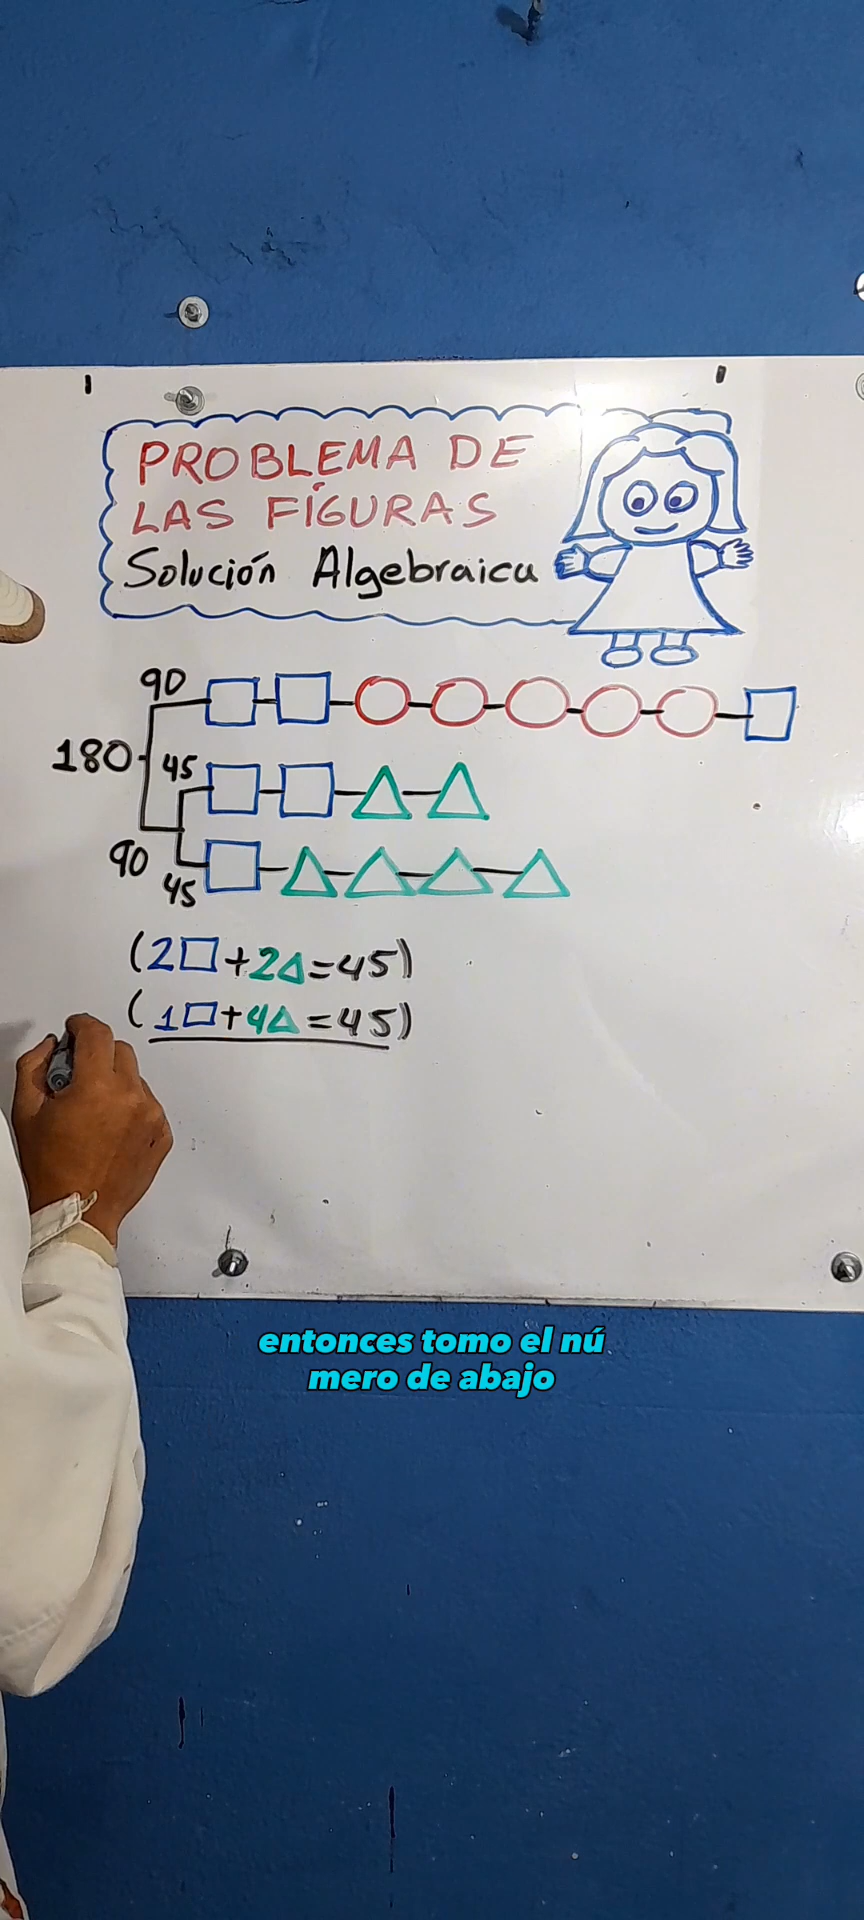 PROBLEMA DE
LAS FÍGURAS
Solución Algebraica
90
180
45
90
45
(2□+2△=45)
(1□+4△=45)
entonces tomo el nú
mero de abajo